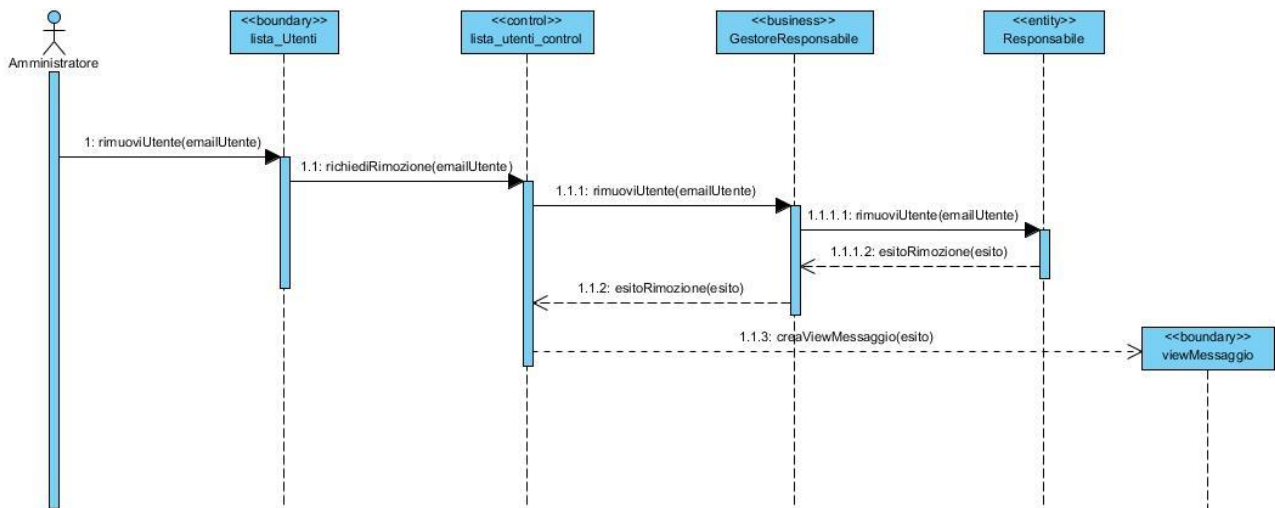 <<boundary>>
lista_Utenti
<<control>>
lista_utenti_control
<<business>>
GestoreResponsabile
<<entity>>
Responsabile
Amministratore
1: rimuoviUtente(emailUtente)
1.1: richiediRimozione(emailUtente)
1.1.1: rimuoviUtente(emailUtente)
1.1.1.1: rimuoviUtente(emailUtente)
1.1.1.2: esitoRimozione(esito)
1.1.2: esitoRimozione(esito)
1.1.3: creaViewMessaggio(esito)
<<boundary>>
viewMessaggio